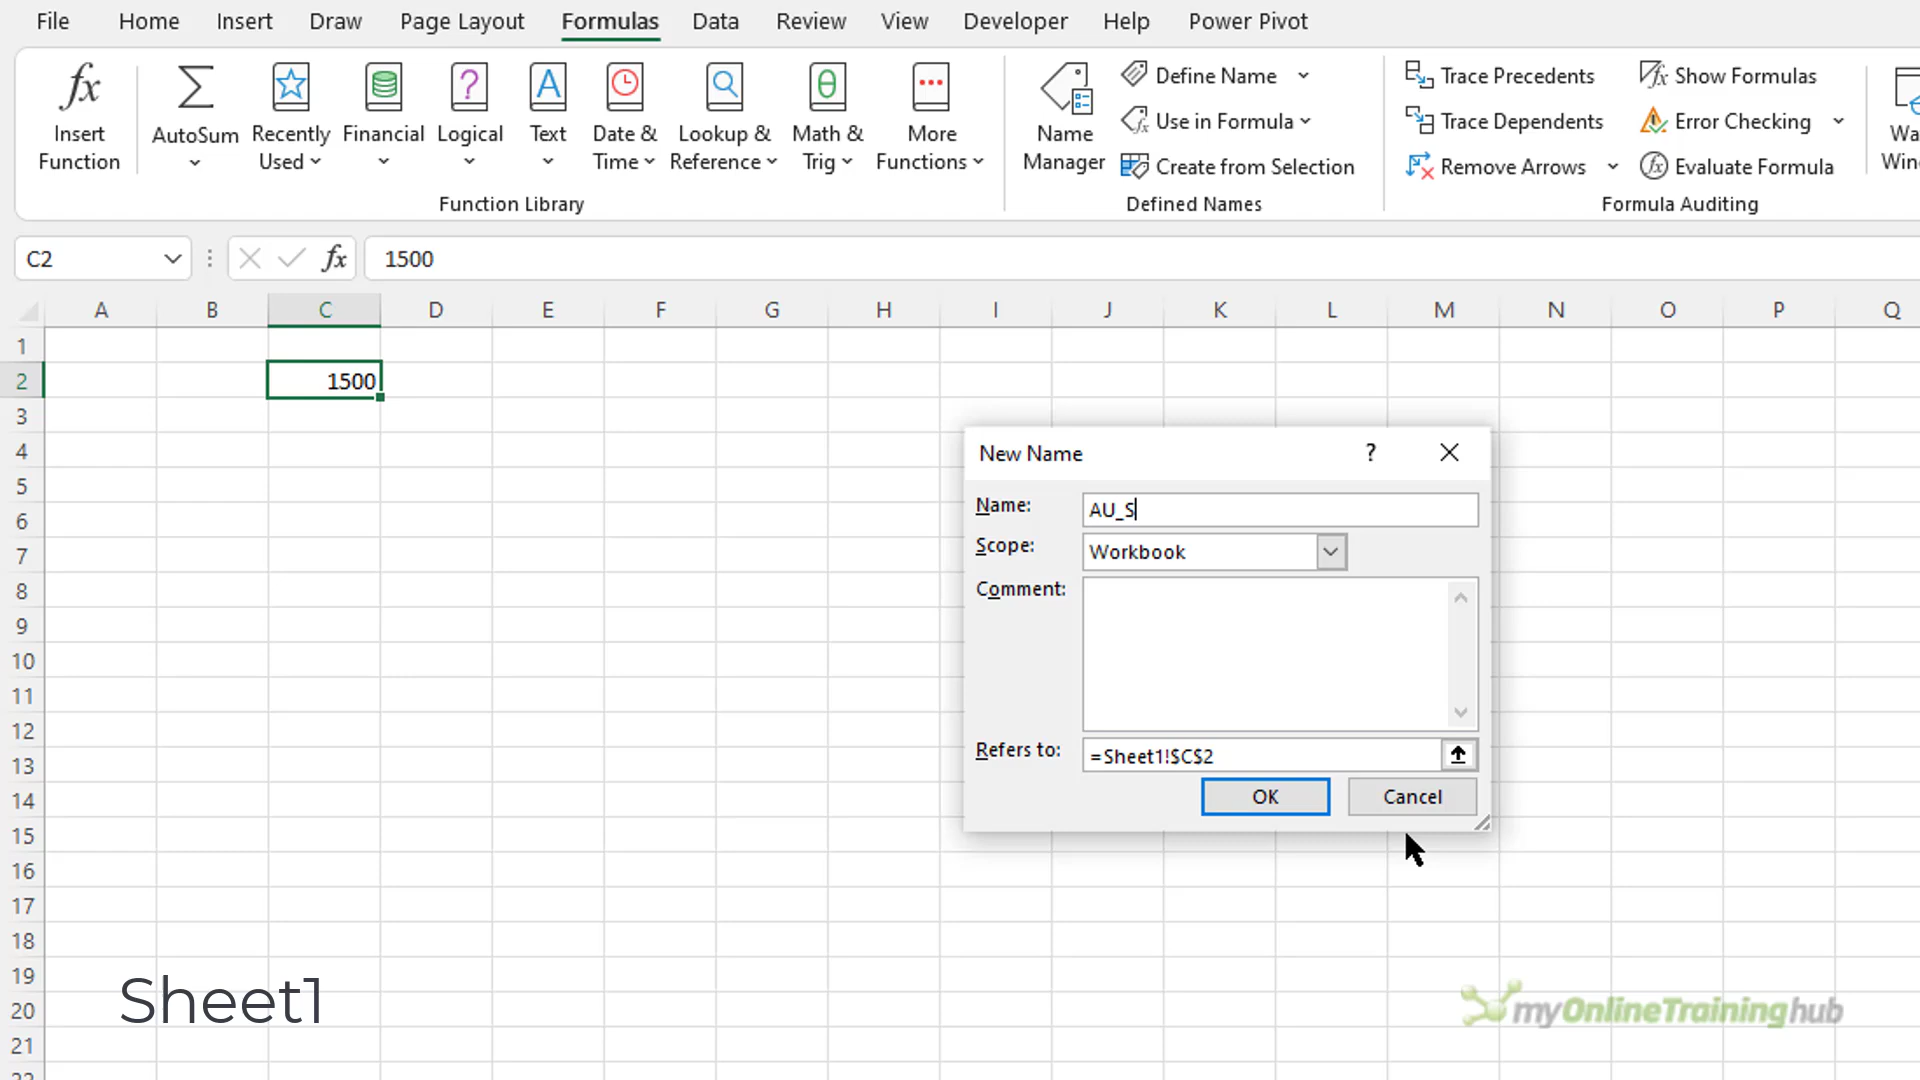 File Home Insert Draw Page Layout Formulas Data Review View Developer Help Power Pivot
fx Σ ? A θ
Insert Function
AutoSum
Recently Used
Financial
Logical
Text
Date & Time
Lookup & Reference
Math & Trig
More Functions
Function Library
Name Manager
Define Name
Use in Formula
Create from Selection
Defined Names
Trace Precedents
Trace Dependents
Remove Arrows
Show Formulas
Error Checking
Evaluate Formula
Formula Auditing
C2 fx 1500
A B C D E F G H I J K L M N O P Q
1
2 1500
3
4
5
6
7
8
9
10
11
12
13
14
15
16
17
18
19
20
21
New Name ?
Name: AU_S
Scope: Workbook
Comment:
Refers to: =Sheet1!$C$2
OK Cancel
Sheet1
myOnlineTraininghub